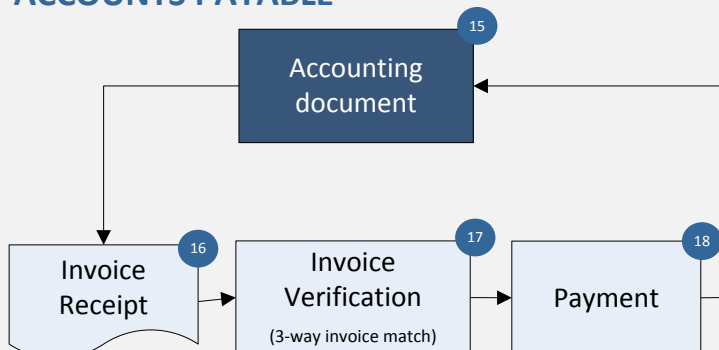 ACCOUNTS PAYABLE
15
Accounting
document
16
Invoice
Receipt
17
Invoice
Verification
(3-way invoice match)
18
Payment